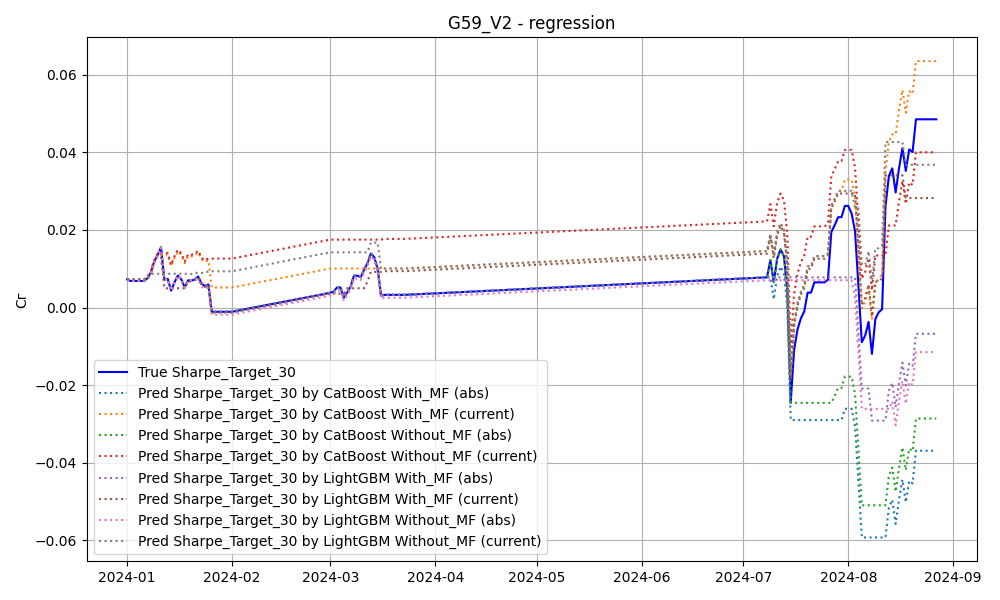 G59_V2 - regression
Cr
0.06
0.04
0.02
0.00
−0.02
−0.04
−0.06
True Sharpe_Target_30
Pred Sharpe_Target_30 by CatBoost With_MF (abs)
Pred Sharpe_Target_30 by CatBoost With_MF (current)
Pred Sharpe_Target_30 by CatBoost Without_MF (abs)
Pred Sharpe_Target_30 by CatBoost Without_MF (current)
Pred Sharpe_Target_30 by LightGBM With_MF (abs)
Pred Sharpe_Target_30 by LightGBM With_MF (current)
Pred Sharpe_Target_30 by LightGBM Without_MF (abs)
Pred Sharpe_Target_30 by LightGBM Without_MF (current)
2024-01 2024-02 2024-03 2024-04 2024-05 2024-06 2024-07 2024-08 2024-09